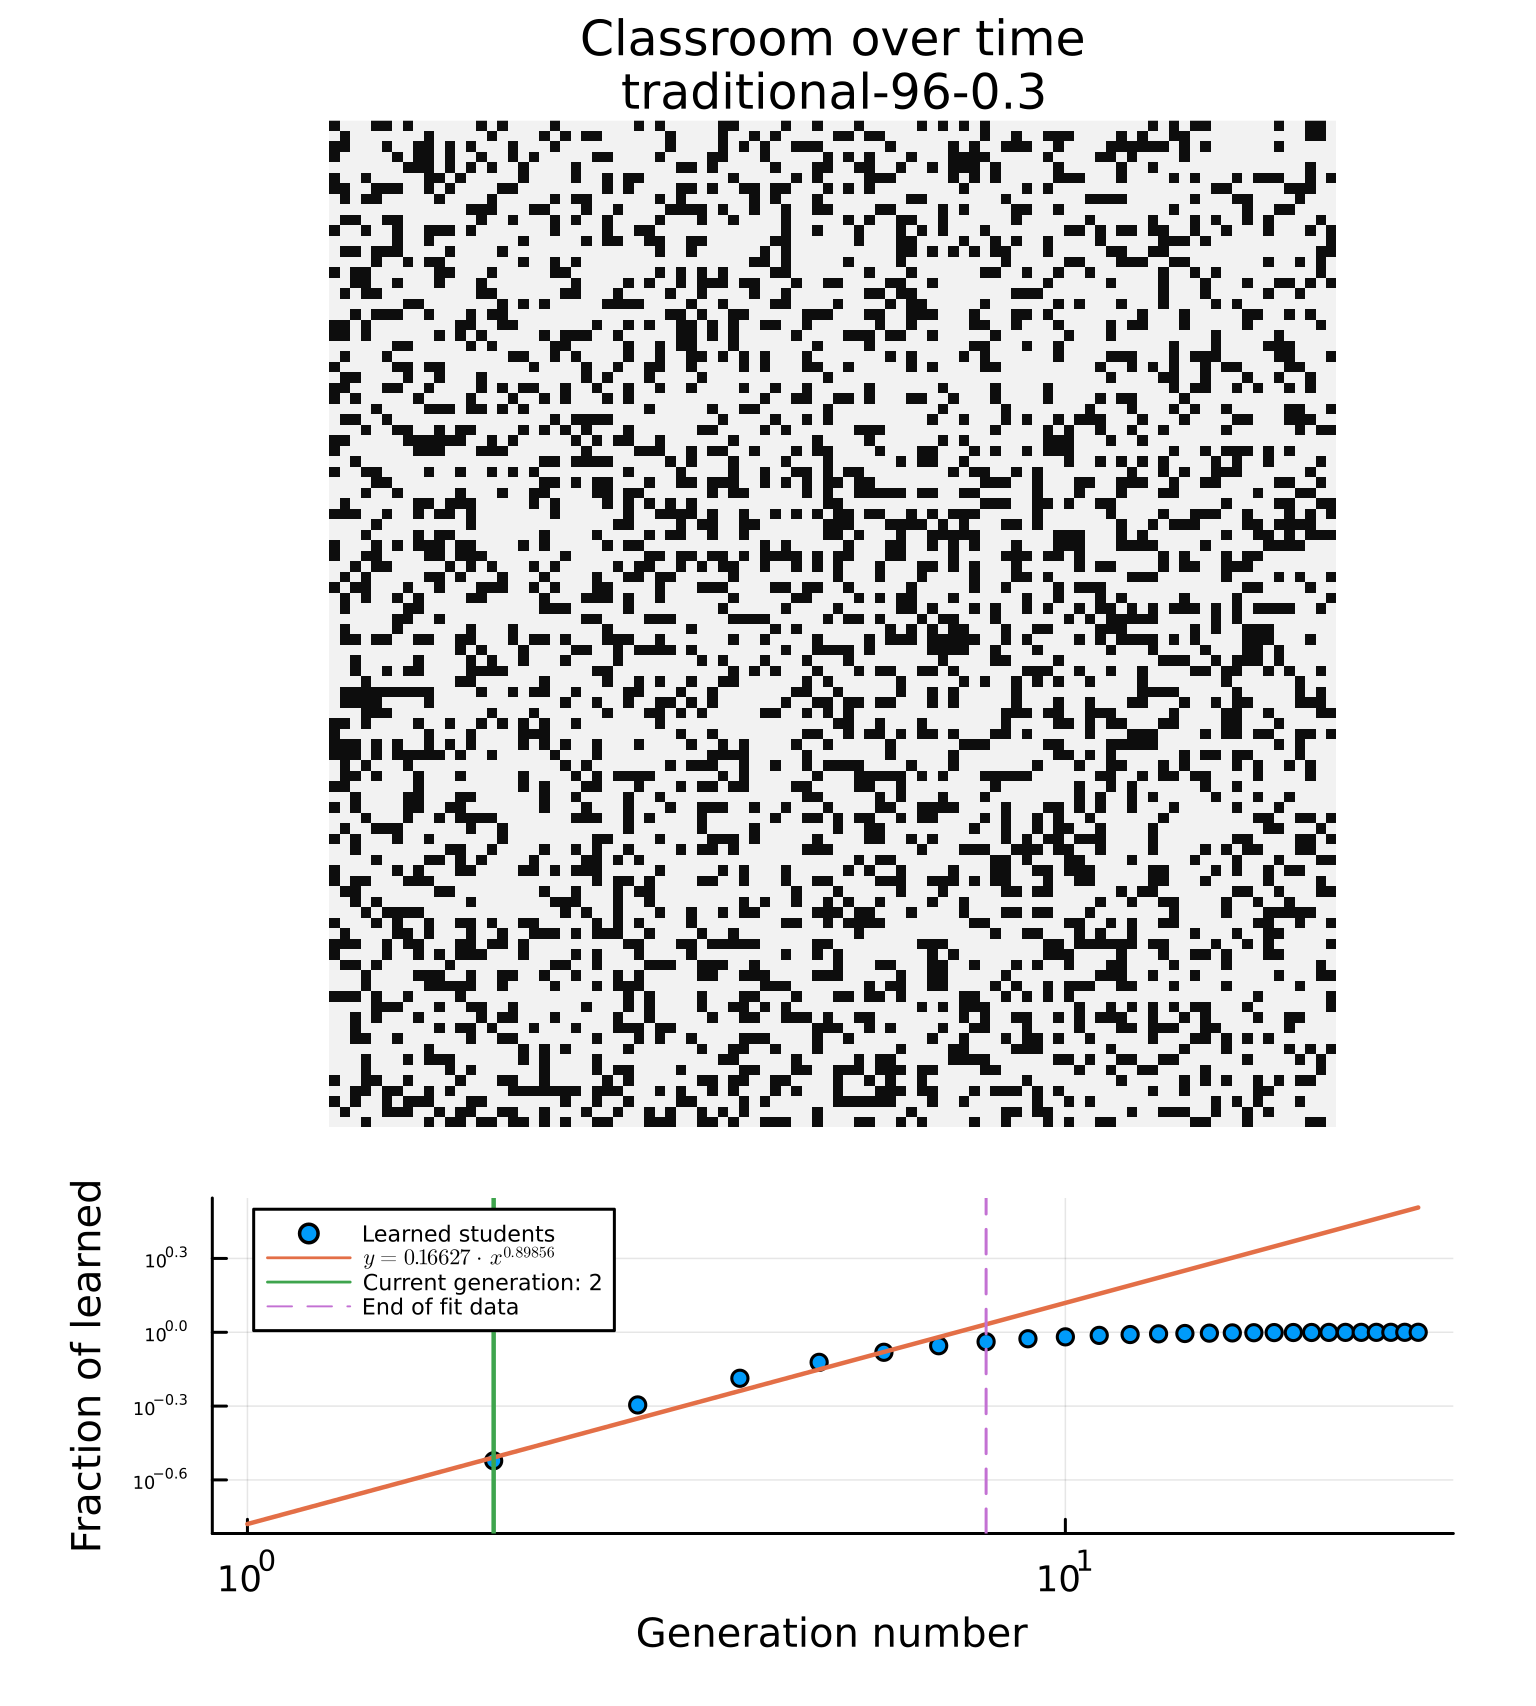 Classroom over time
traditional-96-0.3
Fraction of learned
10^0.3
10^0.0
10^−0.3
10^−0.6
Learned students
y = 0.16627 · x^0.89856
Current generation: 2
End of fit data
10^0
10^1
Generation number